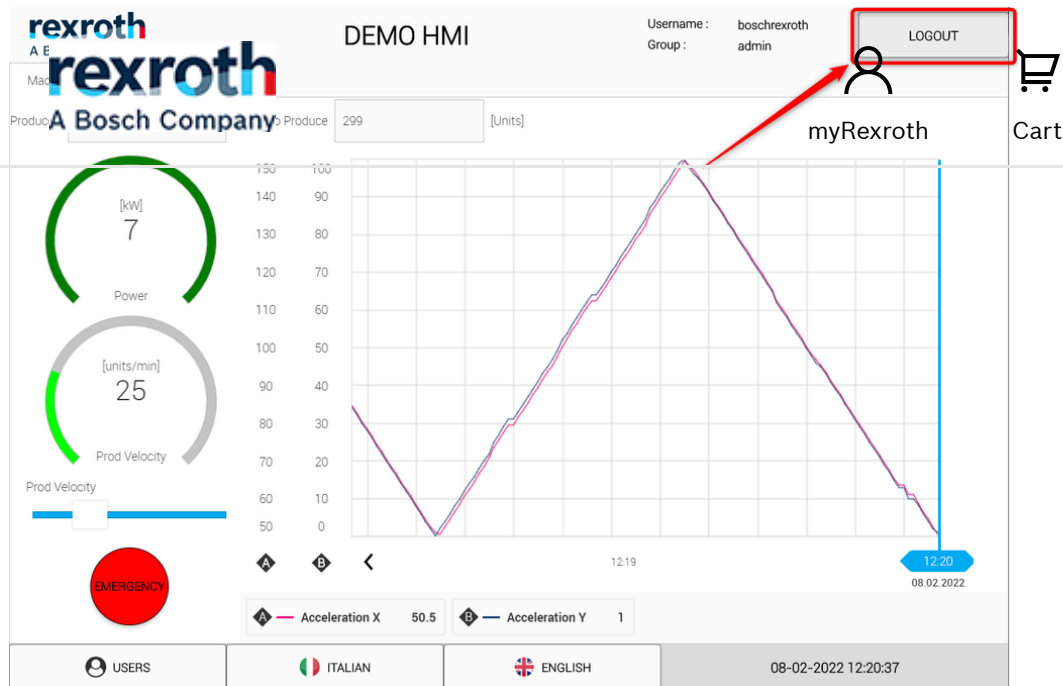 rexroth
A B
DEMO HMI
Username : boschrexroth
Group : admin
LOGOUT
rexroth
A Bosch Company
myRexroth
Cart
Produce
299
[Units]
150 100
140 90
130 80
120 70
110 60
100 50
90 40
80 30
70 20
60 10
50 0
[kW]
7
Power
[units/min]
25
Prod Velocity
Prod Velocity
EMERGENCY
A B
12:19
12:20
08.02.2022
A Acceleration X 50.5
B Acceleration Y 1
USERS
ITALIAN
ENGLISH
08-02-2022 12:20:37